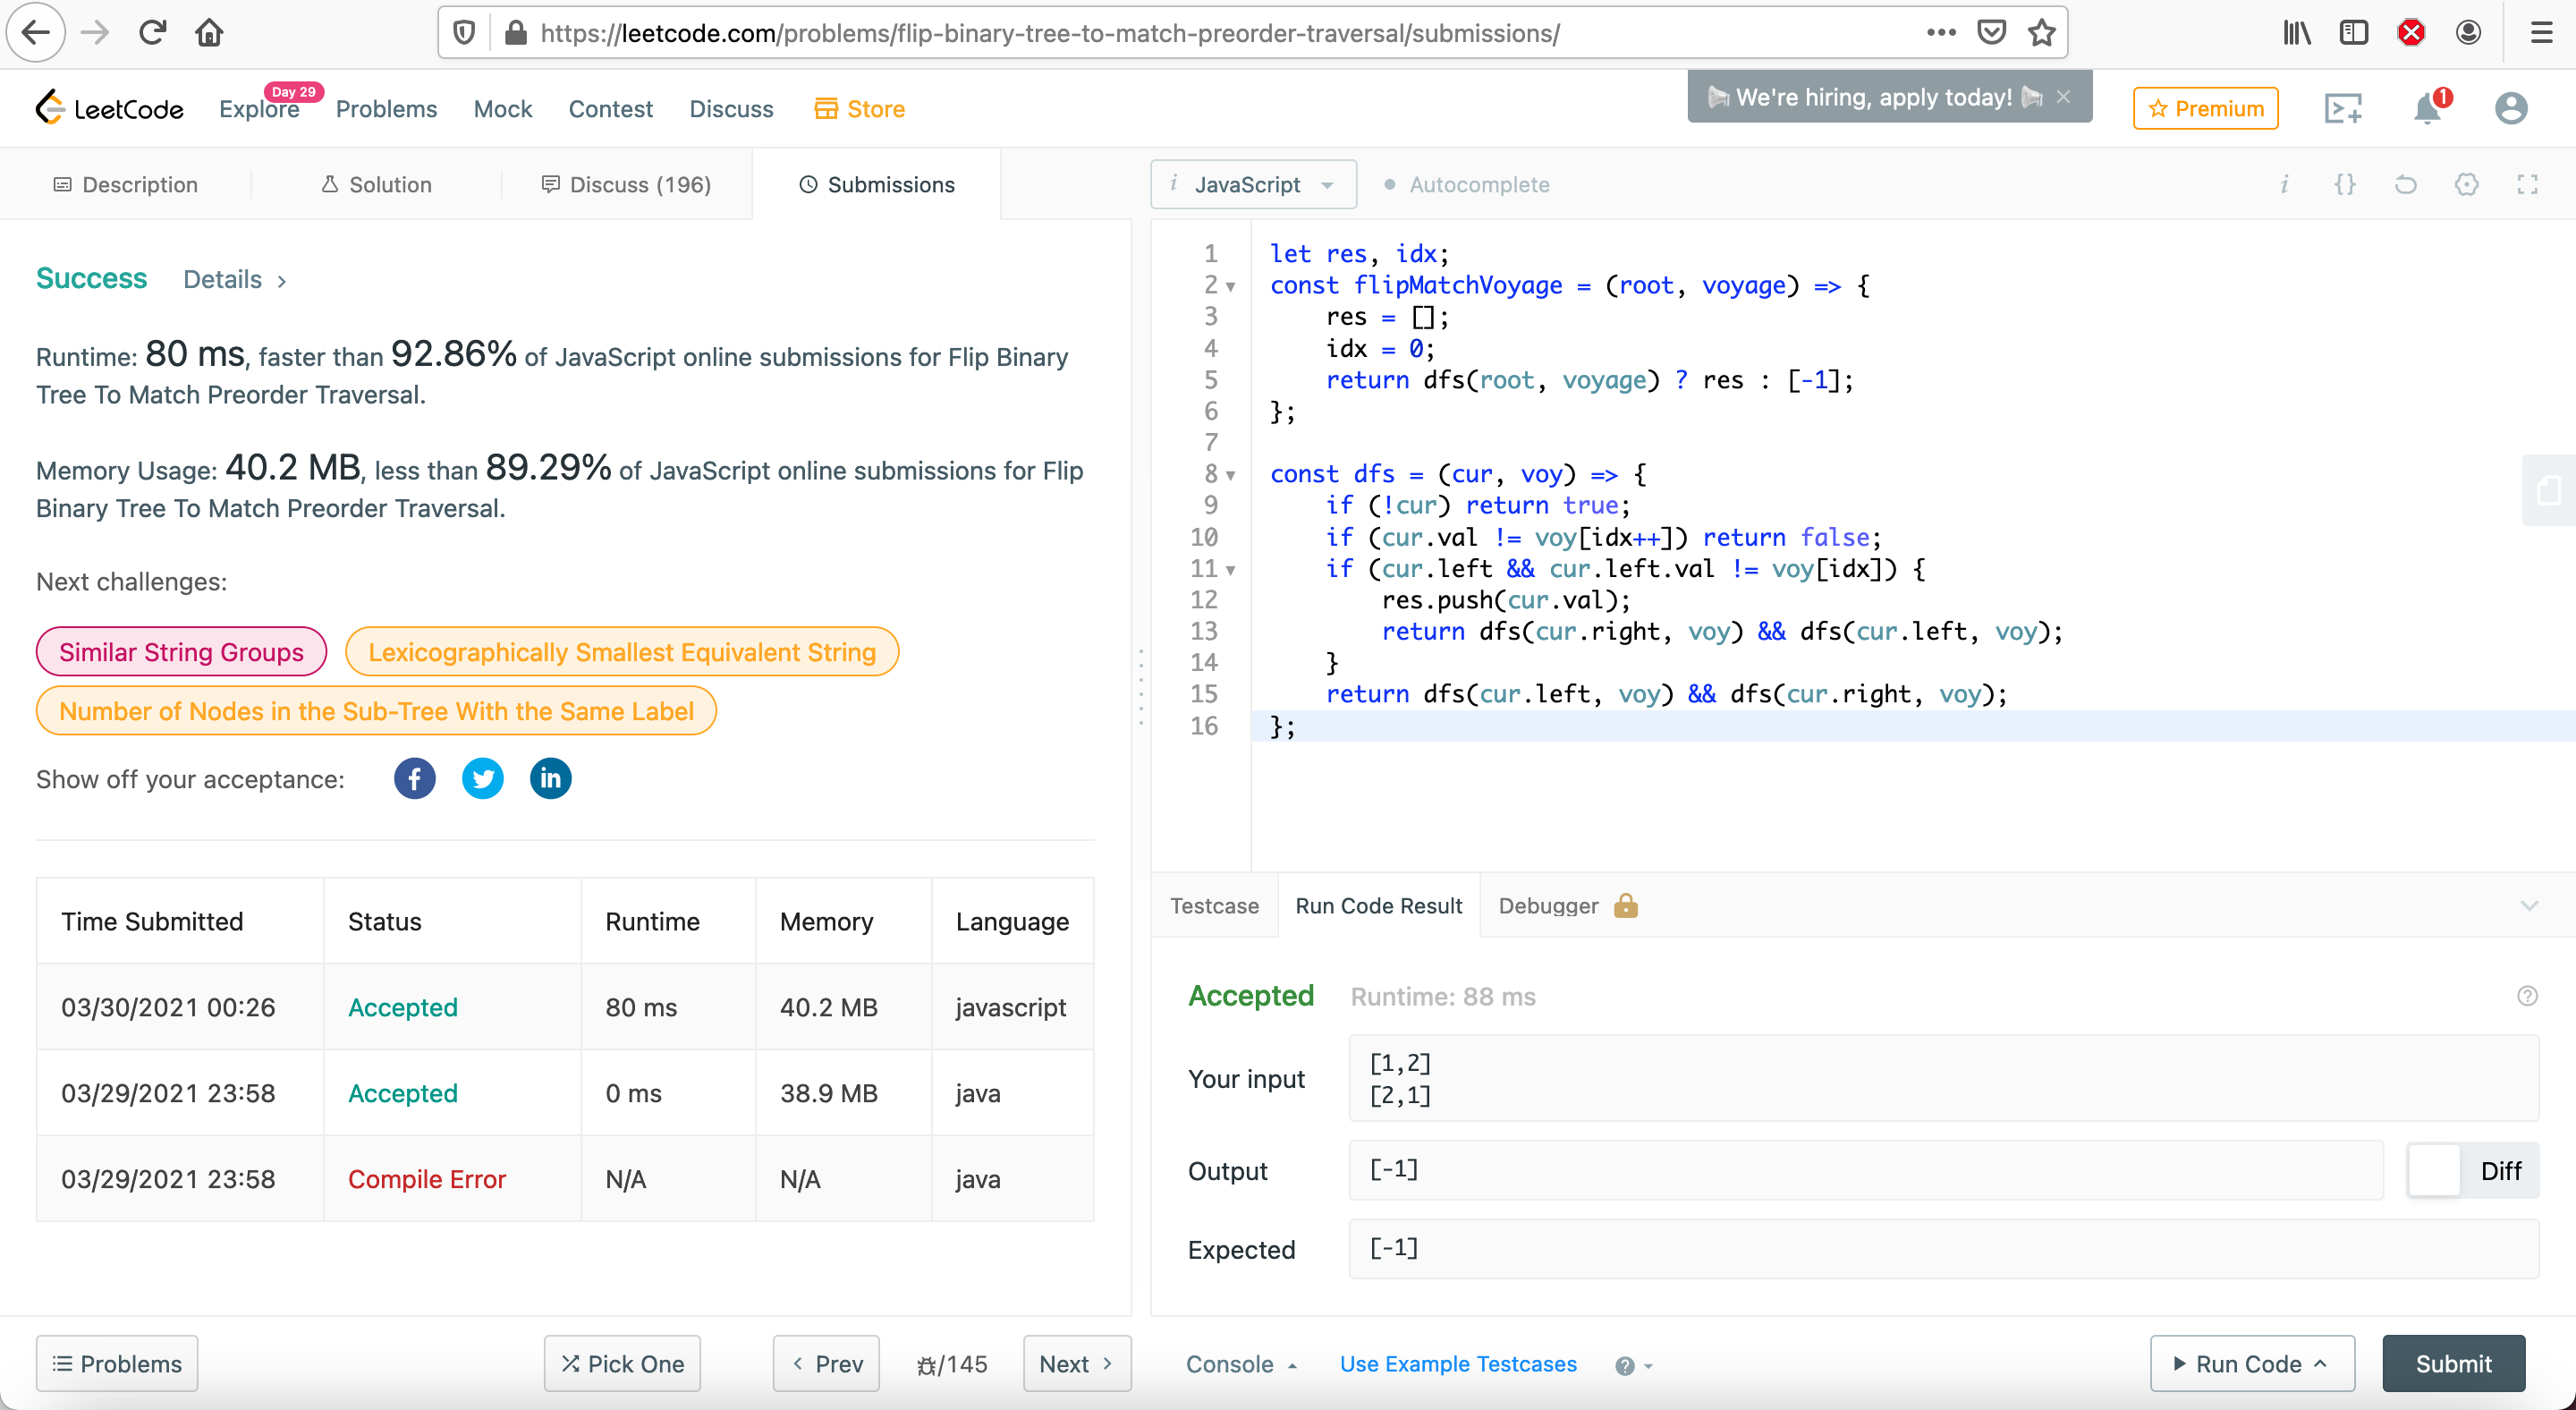 https://leetcode.com/problems/flip-binary-tree-to-match-preorder-traversal/submissions/
LeetCode
Explore
Day 29
Problems
Mock
Contest
Discuss
Store
We're hiring, apply today!
Premium
1
Description
Solution
Discuss (196)
Submissions
i JavaScript
Autocomplete
i {}
Success
Details >
Runtime: 80 ms, faster than 92.86% of JavaScript online submissions for Flip Binary
Tree To Match Preorder Traversal.
Memory Usage: 40.2 MB, less than 89.29% of JavaScript online submissions for Flip
Binary Tree To Match Preorder Traversal.
Next challenges:
Similar String Groups
Lexicographically Smallest Equivalent String
Number of Nodes in the Sub-Tree With the Same Label
Show off your acceptance:
f
in
Time Submitted Status Runtime Memory Language
03/30/2021 00:26 Accepted 80 ms 40.2 MB javascript
03/29/2021 23:58 Accepted 0 ms 38.9 MB java
03/29/2021 23:58 Compile Error N/A N/A java
1 let res, idx;
2 const flipMatchVoyage = (root, voyage) => {
3     res = [];
4     idx = 0;
5     return dfs(root, voyage) ? res : [-1];
6 };
7
8 const dfs = (cur, voy) => {
9     if (!cur) return true;
10     if (cur.val != voy[idx++]) return false;
11     if (cur.left && cur.left.val != voy[idx]) {
12         res.push(cur.val);
13         return dfs(cur.right, voy) && dfs(cur.left, voy);
14     }
15     return dfs(cur.left, voy) && dfs(cur.right, voy);
16 };
Testcase
Run Code Result
Debugger
Accepted
Runtime: 88 ms
?
Your input
[1,2]
[2,1]
Output
[-1]
Diff
Expected
[-1]
Problems
Pick One
< Prev
/145
Next >
Console
Use Example Testcases
?
Run Code
Submit